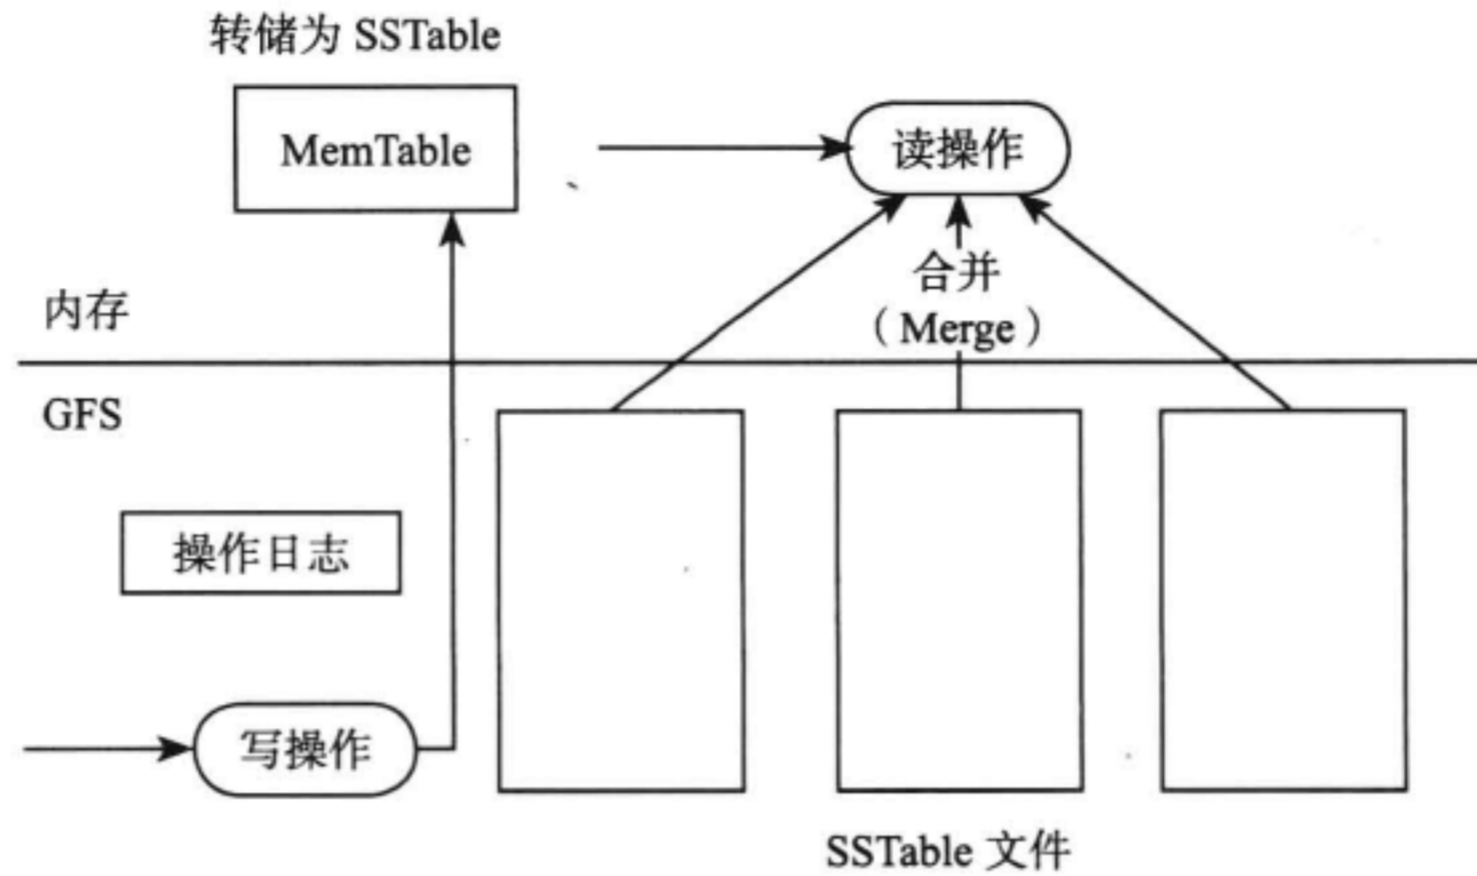 转储为 SSTable
MemTable
读操作
合并
（Merge）
内存
GFS
操作日志
写操作
SSTable 文件